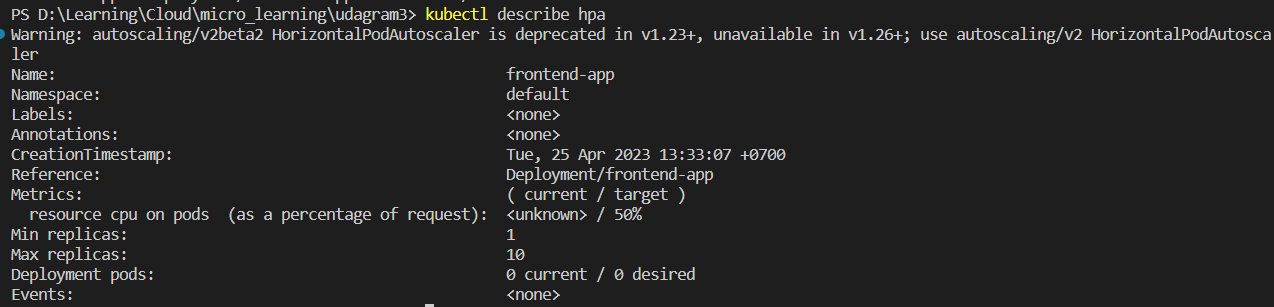 PS D:\Learning\Cloud\micro_learning\udagram3> kubectl describe hpa
Warning: autoscaling/v2beta2 HorizontalPodAutoscaler is deprecated in v1.23+, unavailable in v1.26+; use autoscaling/v2 HorizontalPodAutosca
ler
Name: frontend-app
Namespace: default
Labels: <none>
Annotations: <none>
CreationTimestamp: Tue, 25 Apr 2023 13:33:07 +0700
Reference: Deployment/frontend-app
Metrics: ( current / target )
  resource cpu on pods  (as a percentage of request): <unknown> / 50%
Min replicas: 1
Max replicas: 10
Deployment pods: 0 current / 0 desired
Events: <none>